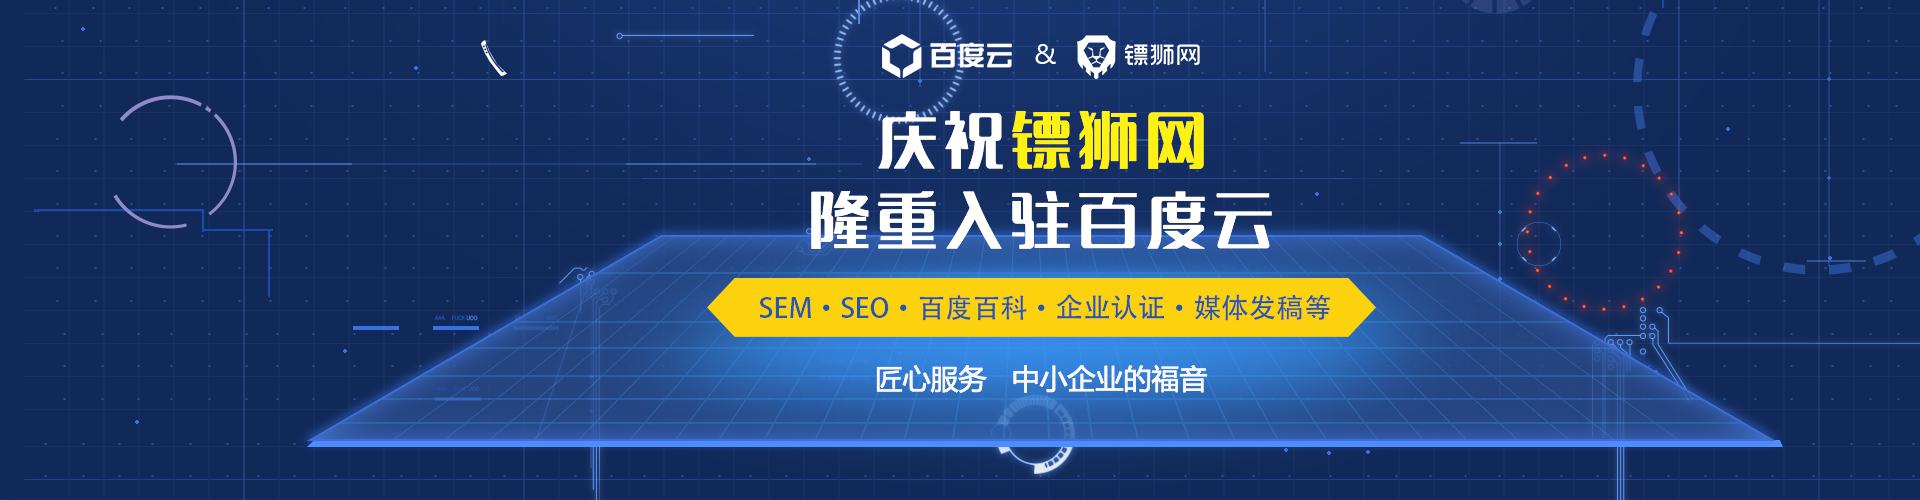 百度云 & 镖狮网
庆祝镖狮网
隆重入驻百度云
SEM · SEO · 百度百科 · 企业认证 · 媒体发稿等
匠心服务 中小企业的福音